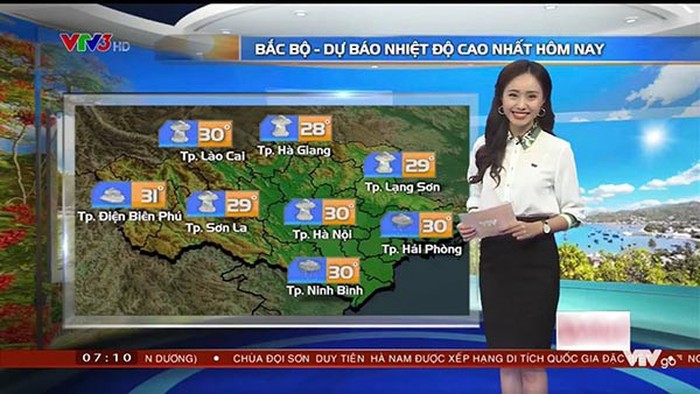 VTV3 HD
BẮC BỘ - DỰ BÁO NHIỆT ĐỘ CAO NHẤT HÔM NAY
30°
Tp. Lào Cai
28°
Tp. Hà Giang
29°
Tp. Lạng Sơn
31°
Tp. Điện Biên Phủ
29°
Tp. Sơn La
30°
Tp. Hà Nội
30°
Tp. Hải Phòng
30°
Tp. Ninh Bình
07:10 N DƯƠNG) • CHÙA ĐỌI SƠN DUY TIÊN HÀ NAM ĐƯỢC XẾP HẠNG DI TÍCH QUỐC GIA ĐẶC
VTV go